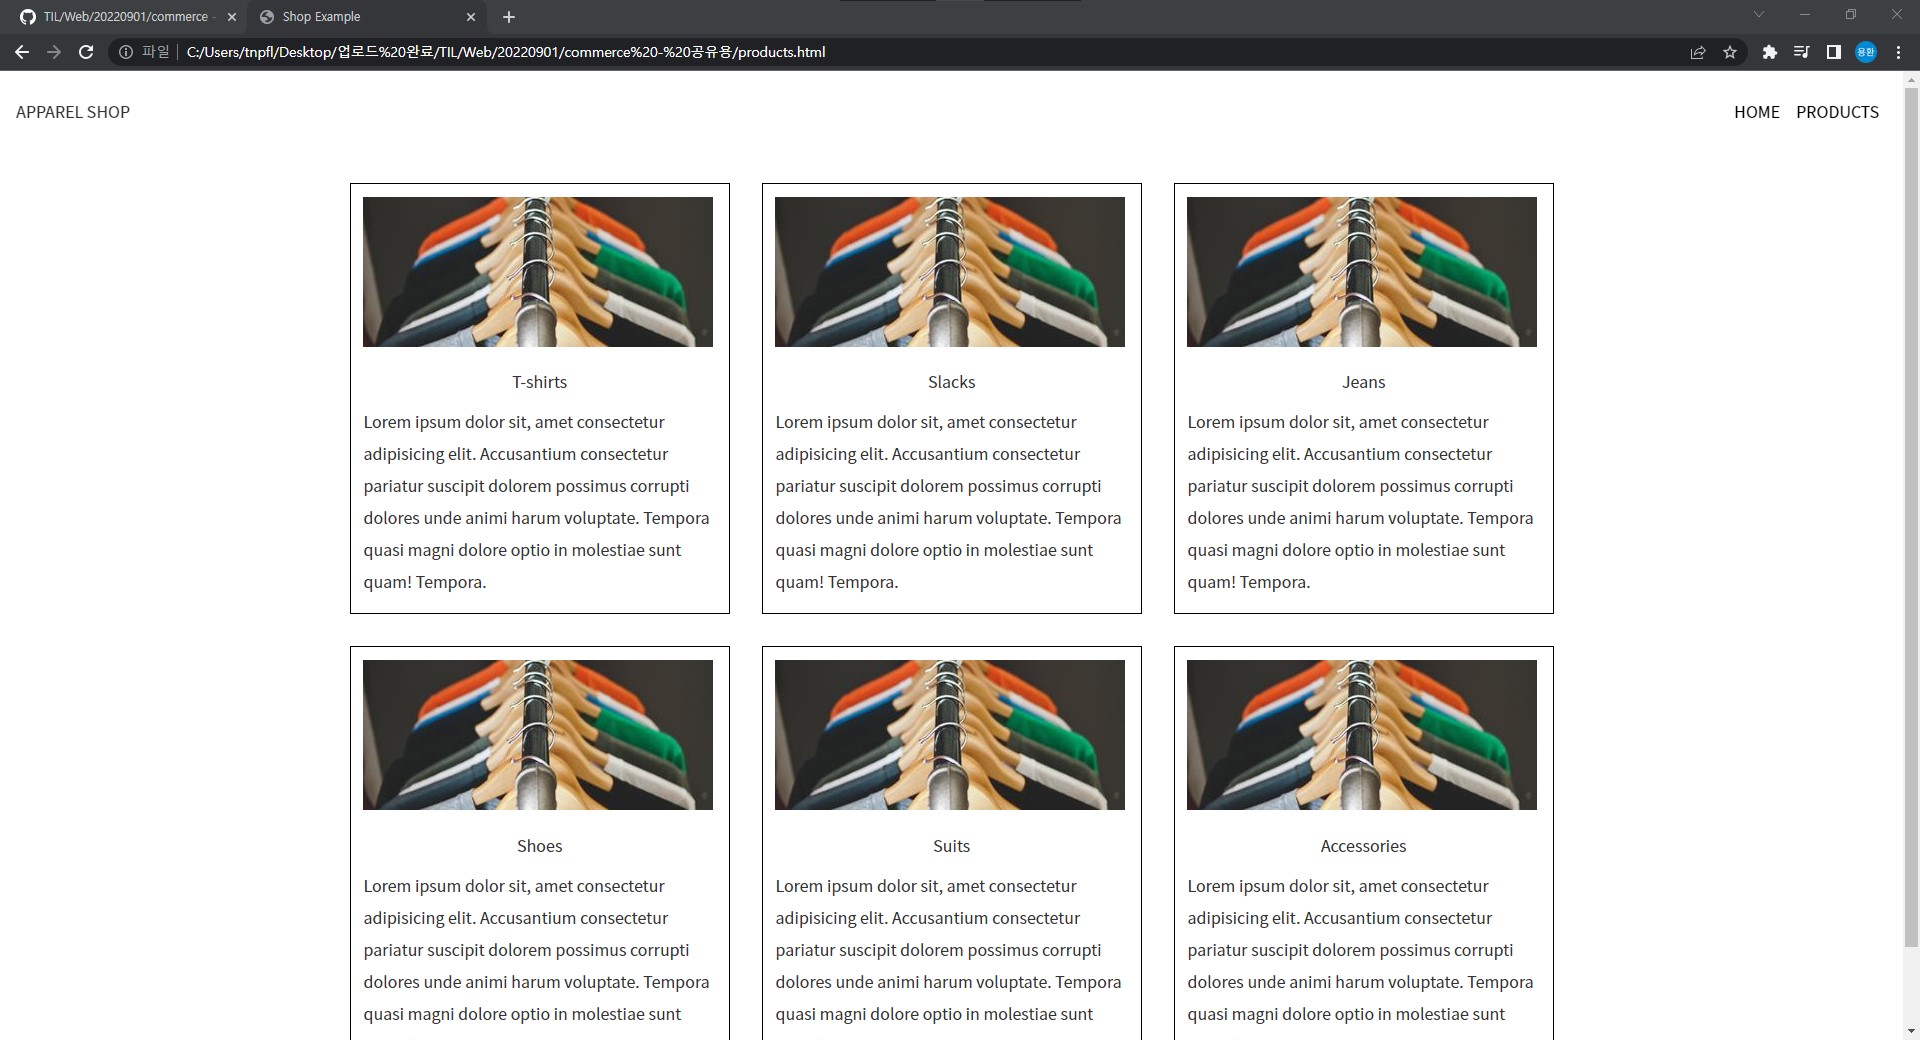 TIL/Web/20220901/commerce -
Shop Example
파일
C:/Users/tnpfl/Desktop/업로드%20완료/TIL/Web/20220901/commerce%20-%20공유용/products.html
용환
APPAREL SHOP
HOME
PRODUCTS
T-shirts
Lorem ipsum dolor sit, amet consectetur
adipisicing elit. Accusantium consectetur
pariatur suscipit dolorem possimus corrupti
dolores unde animi harum voluptate. Tempora
quasi magni dolore optio in molestiae sunt
quam! Tempora.
Slacks
Lorem ipsum dolor sit, amet consectetur
adipisicing elit. Accusantium consectetur
pariatur suscipit dolorem possimus corrupti
dolores unde animi harum voluptate. Tempora
quasi magni dolore optio in molestiae sunt
quam! Tempora.
Jeans
Lorem ipsum dolor sit, amet consectetur
adipisicing elit. Accusantium consectetur
pariatur suscipit dolorem possimus corrupti
dolores unde animi harum voluptate. Tempora
quasi magni dolore optio in molestiae sunt
quam! Tempora.
Shoes
Lorem ipsum dolor sit, amet consectetur
adipisicing elit. Accusantium consectetur
pariatur suscipit dolorem possimus corrupti
dolores unde animi harum voluptate. Tempora
quasi magni dolore optio in molestiae sunt
Suits
Lorem ipsum dolor sit, amet consectetur
adipisicing elit. Accusantium consectetur
pariatur suscipit dolorem possimus corrupti
dolores unde animi harum voluptate. Tempora
quasi magni dolore optio in molestiae sunt
Accessories
Lorem ipsum dolor sit, amet consectetur
adipisicing elit. Accusantium consectetur
pariatur suscipit dolorem possimus corrupti
dolores unde animi harum voluptate. Tempora
quasi magni dolore optio in molestiae sunt